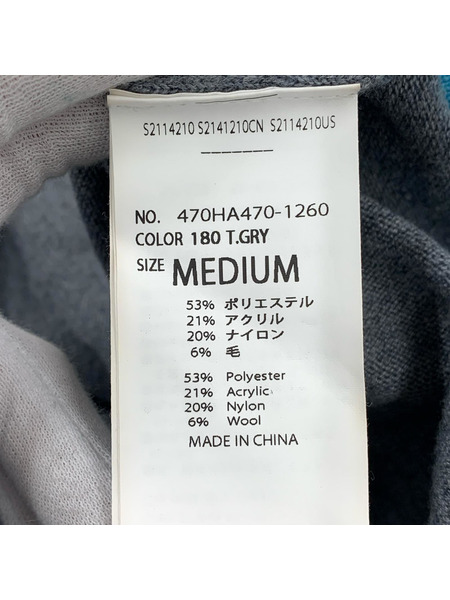 S2114210 S2141210CN S2114210US
NO. 470HA470-1260
COLOR 180 T.GRY
SIZE MEDIUM
53% ポリエステル
21% アクリル
20% ナイロン
6% 毛
53% Polyester
21% Acrylic
20% Nylon
6% Wool
MADE IN CHINA